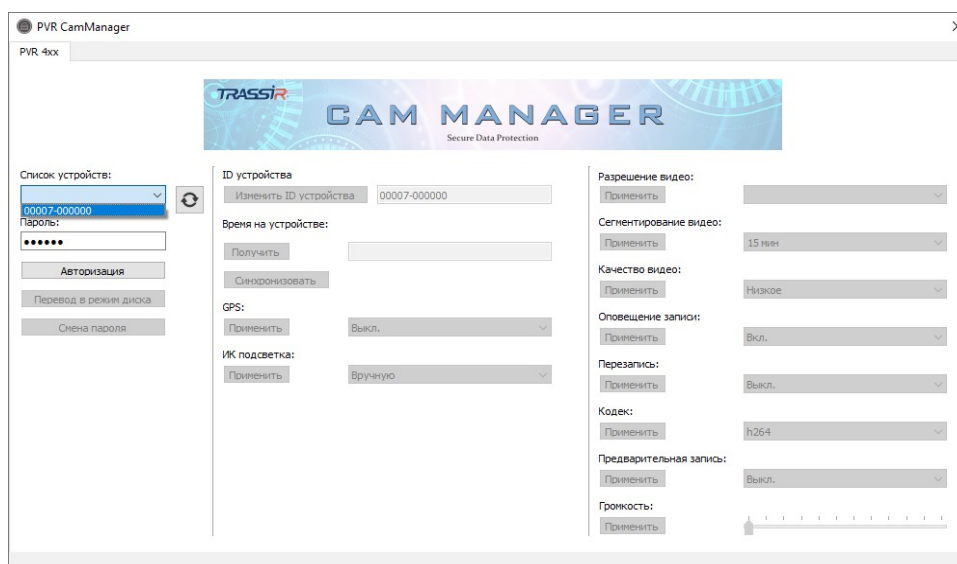 PVR CamManager
PVR 4xx
TRASSIR
CAM MANAGER
Secure Data Protection
Список устройств:
00007-000000
Пароль:
••••••
Авторизация
Перевод в режим диска
Смена пароля
ID устройства
Изменить ID устройства
00007-000000
Время на устройстве:
Получить
Синхронизовать
GPS:
Применить
Выкл.
ИК подсветка:
Применить
Вручную
Разрешение видео:
Применить
Сегментирование видео:
Применить
15 мин
Качество видео:
Применить
Низкое
Оповещение записи:
Применить
Вкл.
Перезапись:
Применить
Выкл.
Кодек:
Применить
h264
Предварительная запись:
Применить
Выкл.
Громкость:
Применить